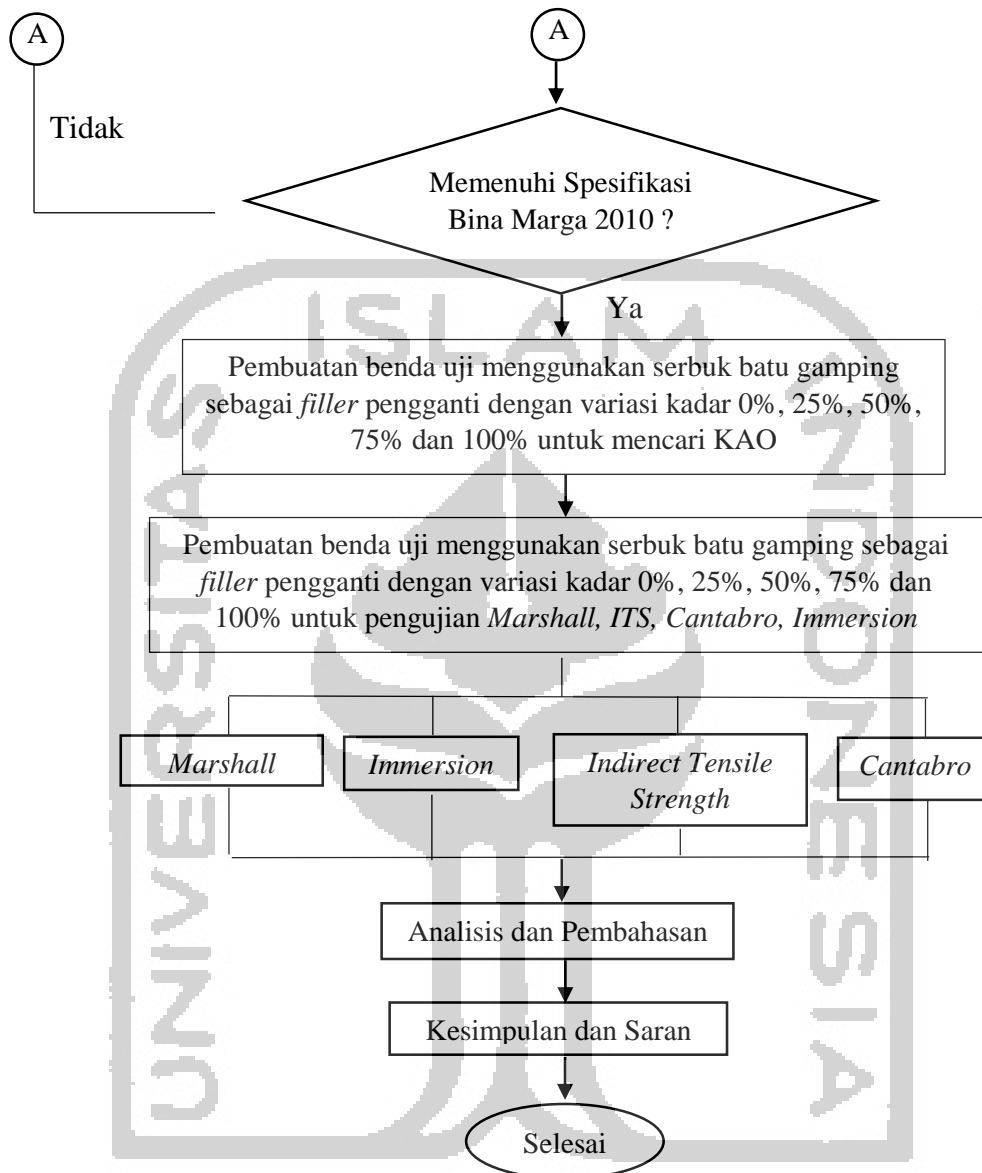 A
A
Tidak
Memenuhi Spesifikasi
Bina Marga 2010 ?
Ya
Pembuatan benda uji menggunakan serbuk batu gamping
sebagai filler pengganti dengan variasi kadar 0%, 25%, 50%,
75% dan 100% untuk mencari KAO
Pembuatan benda uji menggunakan serbuk batu gamping sebagai
filler pengganti dengan variasi kadar 0%, 25%, 50%, 75% dan
100% untuk pengujian Marshall, ITS, Cantabro, Immersion
Marshall
Immersion
Indirect Tensile
Strength
Cantabro
Analisis dan Pembahasan
Kesimpulan dan Saran
Selesai
UNIVERSITAS
ISLAM
INDONESIA